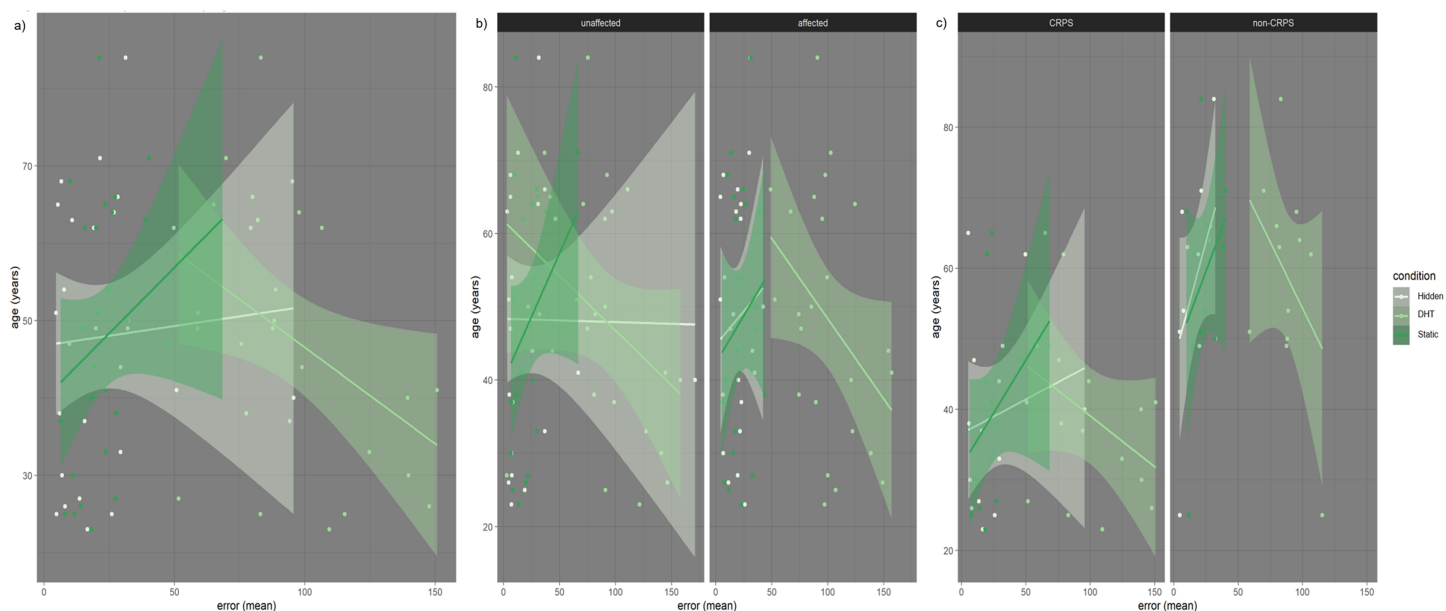 a)
b)
c)
unaffected
affected
CRPS
non-CRPS
age (years)
70
50
30
0
50
100
150
error (mean)
age (years)
80
60
40
20
0
50
100
150
0
50
100
150
error (mean)
age (years)
80
60
40
20
0
50
100
150
0
50
100
150
error (mean)
condition
Hidden
DHT
Static